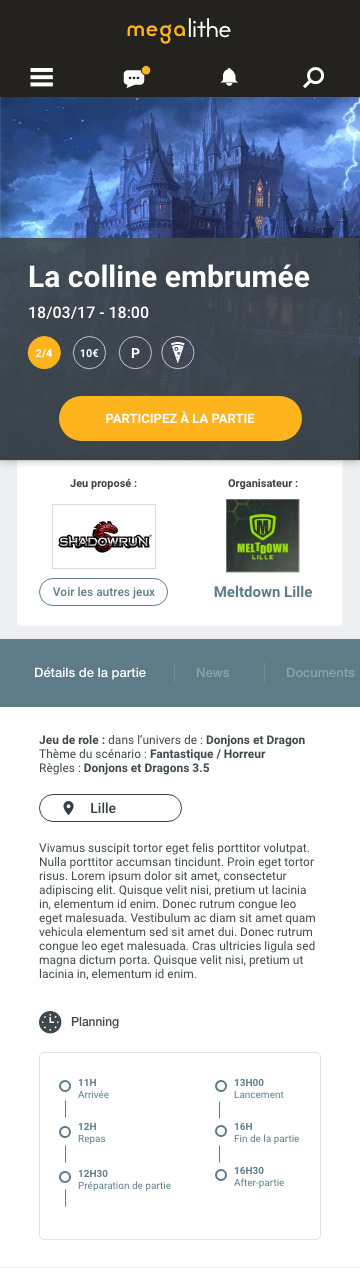 megalithe
La colline embrumée
18/03/17 - 18:00
2/4 10€ P
PARTICIPEZ À LA PARTIE
Jeu proposé :
SHADOWRUN
Voir les autres jeux
Organisateur :
MELTDOWN
LILLE
Meltdown Lille
Détails de la partie News Documents
Jeu de role : dans l'univers de : Donjons et Dragon
Thème du scénario : Fantastique / Horreur
Règles : Donjons et Dragons 3.5
Lille
Vivamus suscipit tortor eget felis porttitor volutpat.
Nulla porttitor accumsan tincidunt. Proin eget tortor
risus. Lorem ipsum dolor sit amet, consectetur
adipiscing elit. Quisque velit nisi, pretium ut lacinia
in, elementum id enim. Donec rutrum congue leo
eget malesuada. Vestibulum ac diam sit amet quam
vehicula elementum sed sit amet dui. Donec rutrum
congue leo eget malesuada. Cras ultricies ligula sed
magna dictum porta. Quisque velit nisi, pretium ut
lacinia in, elementum id enim.
Planning
11H
Arrivée
12H
Repas
12H30
Préparation de partie
13H00
Lancement
16H
Fin de la partie
16H30
After-partie